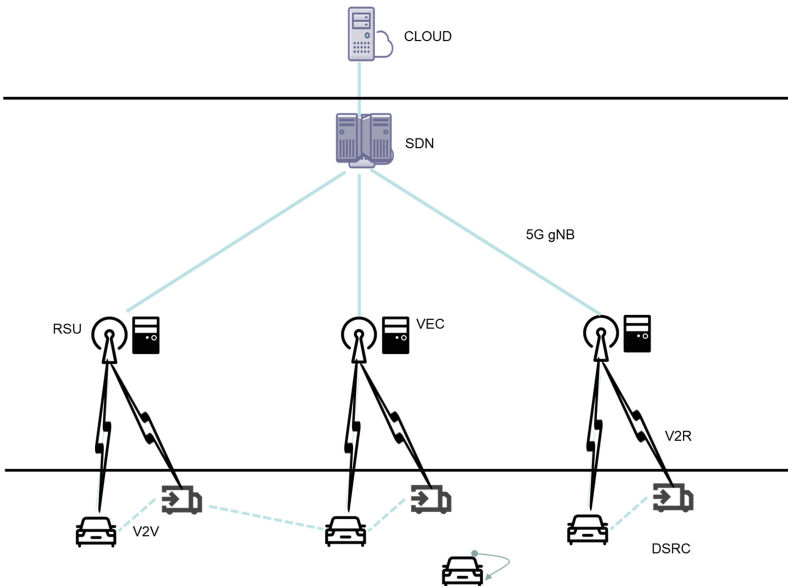 CLOUD
SDN
5G gNB
RSU
VEC
V2R
V2V
DSRC